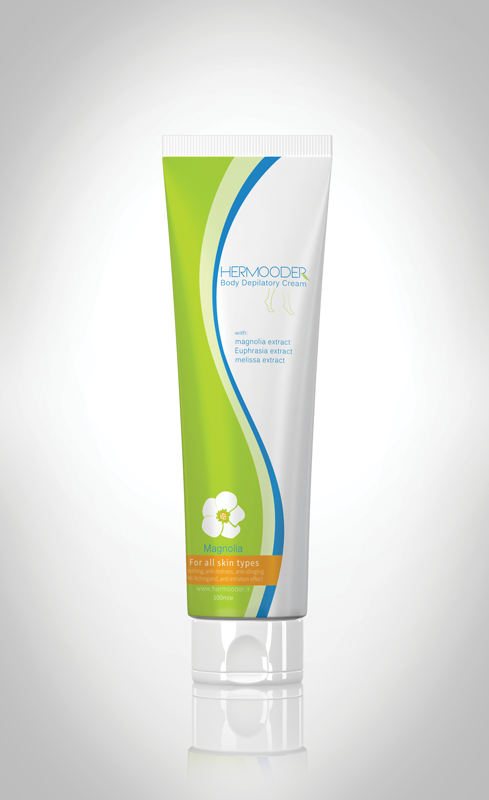 HERMOODER
Body Depilatory Cream
with:
magnolia extract
Euphrasia extract
melissa extract
Magnolia
For all skin types
www.hermooder.ir